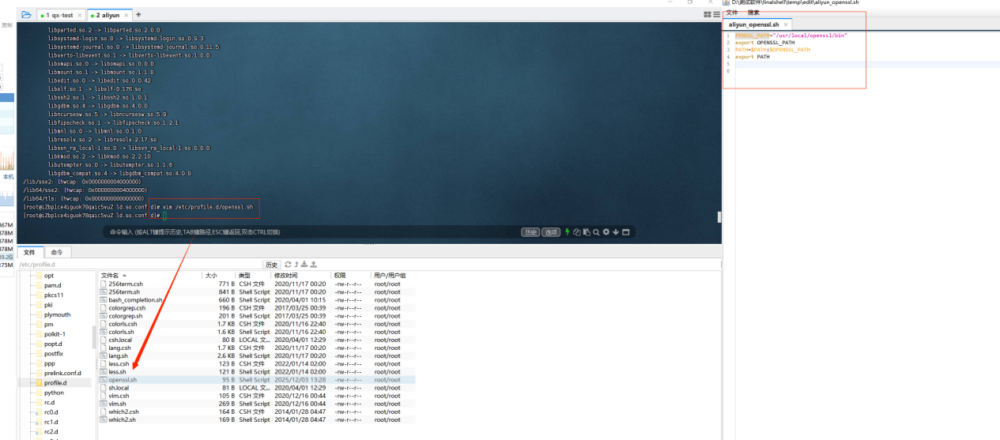 D:\测试软件\finalshell\temp\edit\aliyun_openssl.sh
1 qx-test ×
2 aliyun ×
+
文件 搜索
aliyun_openssl.sh ×
1 PENSSL_PATH="/usr/local/openssl/bin"
2 export OPENSSL_PATH
3 PATH=$PATH:$OPENSSL_PATH
4 export PATH
5
6
复制
libparted.so.2 -> libparted.so.2.0.0
libsystemd-login.so.0 -> libsystemd-login.so.0.9.3
libsystemd-journal.so.0 -> libsystemd-journal.so.0.11.5
libverto-libevent.so.1 -> libverto-libevent.so.1.0.0
libomapi.so.0 -> libomapi.so.0.0.0
libmount.so.1 -> libmount.so.1.1.0
libedit.so.0 -> libedit.so.0.0.42
libelf.so.1 -> libelf-0.176.so
libssh2.so.1 -> libssh2.so.1.0.1
libgdbm.so.4 -> libgdbm.so.4.0.0
libncursesw.so.5 -> libncursesw.so.5.9
libfipscheck.so.1 -> libfipscheck.so.1.2.1
libmnl.so.0 -> libmnl.so.0.1.0
libresolv.so.2 -> libresolv-2.17.so
libsvn_ra_local-1.so.0 -> libsvn_ra_local-1.so.0.0.0
libkmod.so.2 -> libkmod.so.2.2.10
libutempter.so.0 -> libutempter.so.1.1.6
libgdbm_compat.so.4 -> libgdbm_compat.so.4.0.0
/lib/sse2: (hwcap: 0x0000000004000000)
/lib64/sse2: (hwcap: 0x0000000004000000)
/lib64/tls: (hwcap: 0x8000000000000000)
[root@iZbp1ce4iguok78qaic5vuZ ld.so.conf.d]# vim /etc/profile.d/openssl.sh
[root@iZbp1ce4iguok78qaic5vuZ ld.so.conf.d]#
本机
命令输入 (按ALT键提示历史,TAB键路径,ESC键返回,双击CTRL切换)
历史 选项
867M
878M
878M
878M
39.2G
175M
文件 命令
/etc/profile.d
历史
opt
pam.d
pkcs11
pki
plymouth
pm
polkit-1
popt.d
postfix
ppp
prelink.conf.d
profile.d
python
rc.d
rc0.d
rc1.d
rc2.d
文件名 大小 类型 修改时间 权限 用户/用户组
256term.csh 771 B CSH 文件 2020/11/17 00:20 -rw-r--r-- root/root
256term.sh 841 B Shell Script 2020/11/17 00:20 -rw-r--r-- root/root
bash_completion.sh 660 B Shell Script 2020/04/01 10:15 -rw-r--r-- root/root
colorgrep.csh 196 B CSH 文件 2017/03/25 00:39 -rw-r--r-- root/root
colorgrep.sh 201 B Shell Script 2017/03/25 00:39 -rw-r--r-- root/root
colorls.csh 1.7 KB CSH 文件 2020/11/16 22:40 -rw-r--r-- root/root
colorls.sh 1.6 KB Shell Script 2020/11/16 22:40 -rw-r--r-- root/root
csh.local 80 B LOCAL 文... 2020/04/01 12:29 -rw-r--r-- root/root
lang.csh 1.7 KB CSH 文件 2020/11/17 00:20 -rw-r--r-- root/root
lang.sh 2.6 KB Shell Script 2020/11/17 00:20 -rw-r--r-- root/root
less.csh 123 B CSH 文件 2022/01/14 02:00 -rw-r--r-- root/root
less.sh 121 B Shell Script 2022/01/14 02:00 -rw-r--r-- root/root
openssl.sh 95 B Shell Script 2025/12/03 13:28 -rw-r--r-- root/root
sh.local 81 B LOCAL 文... 2020/04/01 12:29 -rw-r--r-- root/root
vim.csh 105 B CSH 文件 2020/12/16 00:44 -rw-r--r-- root/root
vim.sh 269 B Shell Script 2020/12/16 00:44 -rw-r--r-- root/root
which2.csh 164 B CSH 文件 2014/01/28 04:47 -rw-r--r-- root/root
which2.sh 169 B Shell Script 2014/01/28 04:47 -rw-r--r-- root/root